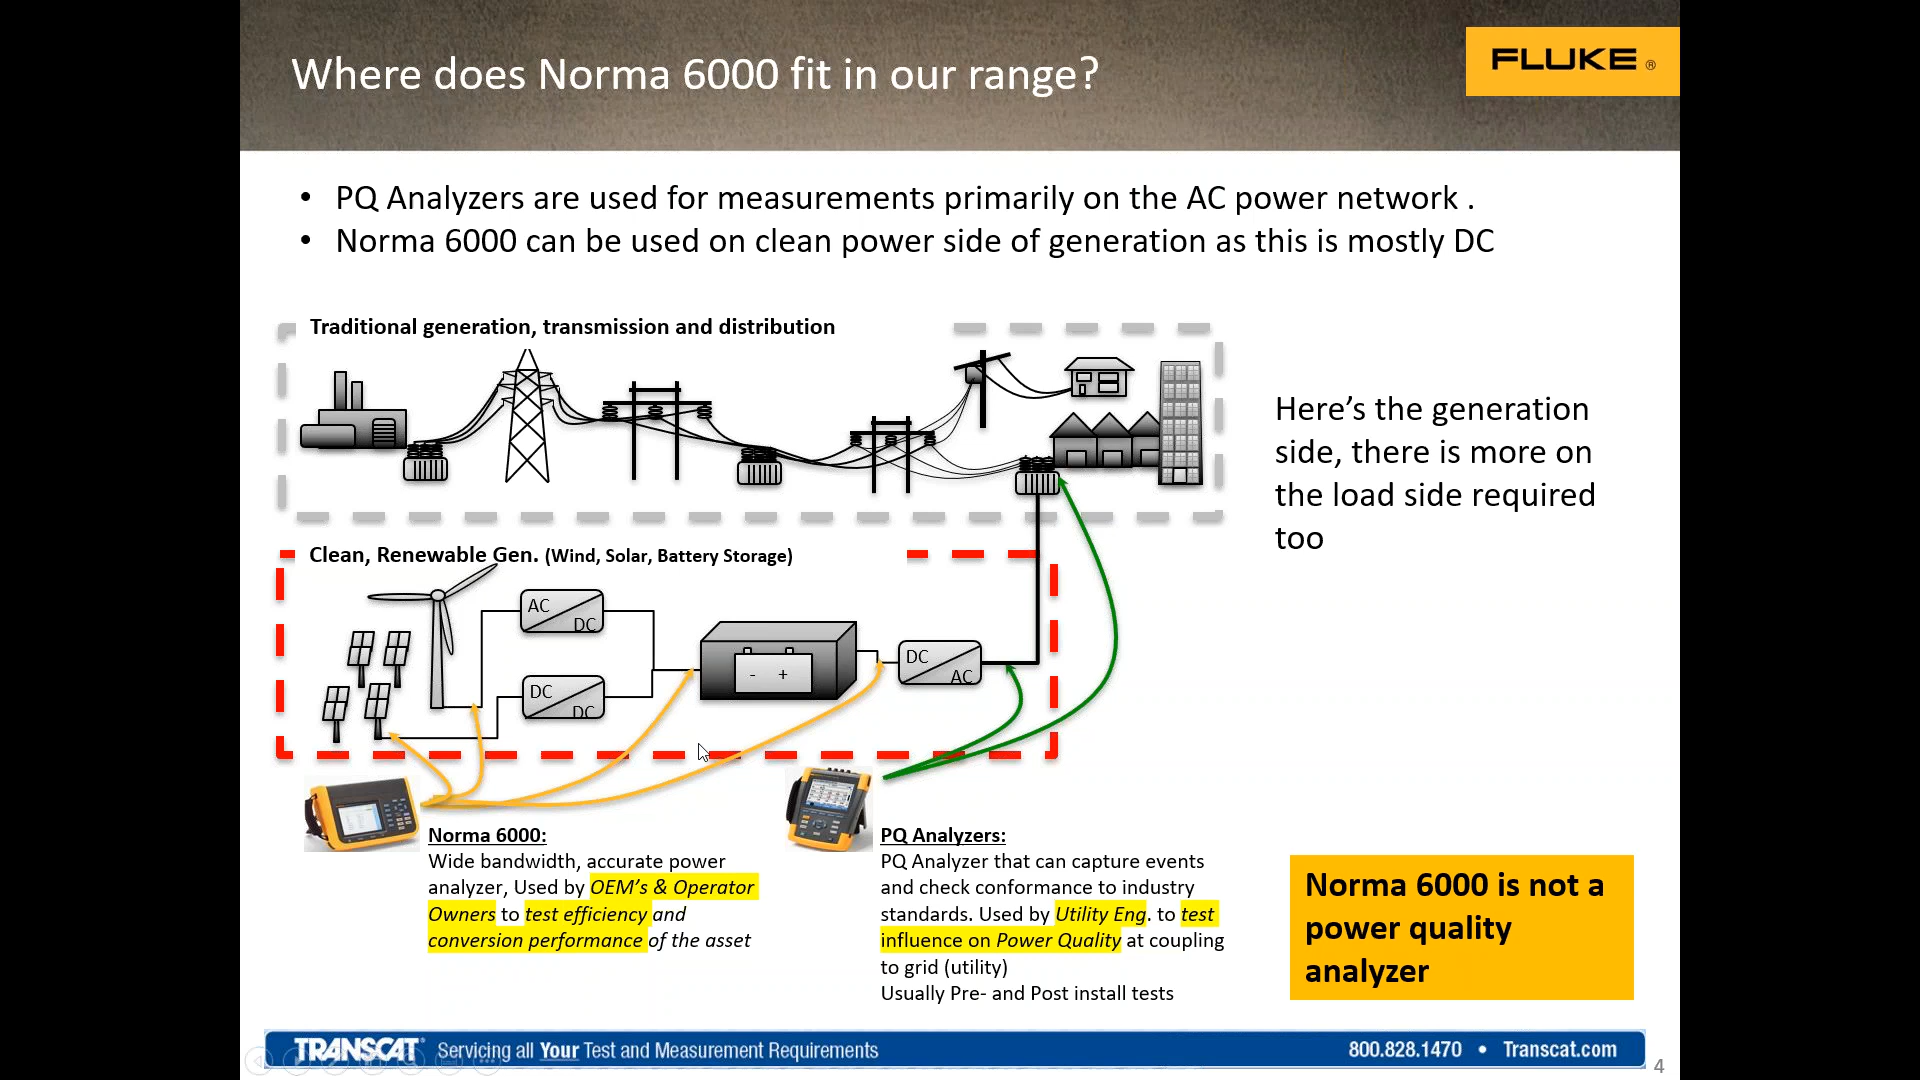 Where does Norma 6000 fit in our range?
FLUKE ®
• PQ Analyzers are used for measurements primarily on the AC power network .
• Norma 6000 can be used on clean power side of generation as this is mostly DC
Traditional generation, transmission and distribution
Here’s the generation
side, there is more on
the load side required
too
Clean, Renewable Gen. (Wind, Solar, Battery Storage)
AC
DC
DC
DC
- +
DC
AC
Norma 6000:
Wide bandwidth, accurate power
analyzer, Used by OEM’s & Operator
Owners to test efficiency and
conversion performance of the asset
PQ Analyzers:
PQ Analyzer that can capture events
and check conformance to industry
standards. Used by Utility Eng. to test
influence on Power Quality at coupling
to grid (utility)
Usually Pre- and Post install tests
Norma 6000 is not a
power quality
analyzer
TRANSCAT® Servicing all Your Test and Measurement Requirements
800.828.1470 • Transcat.com
4